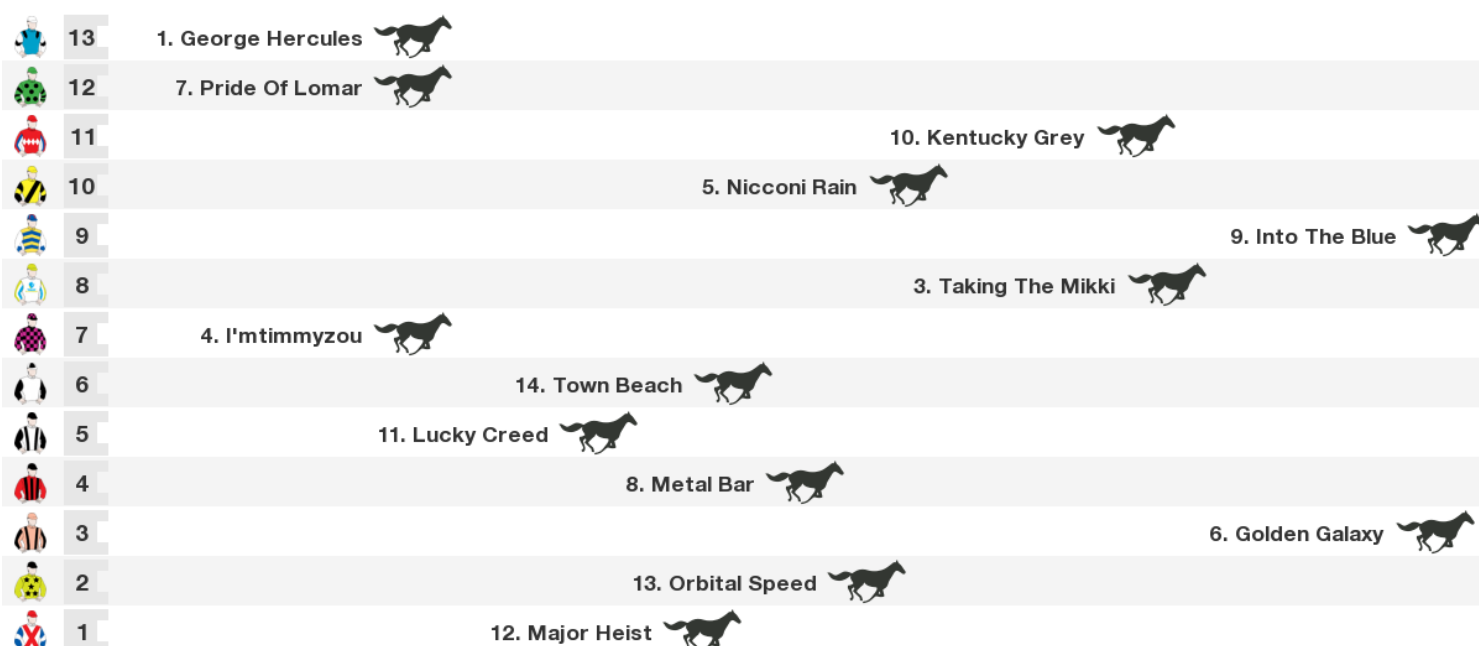 13 1. George Hercules
12 7. Pride Of Lomar
11 10. Kentucky Grey
10 5. Nicconi Rain
9 9. Into The Blue
8 3. Taking The Mikki
7 4. I'mtimmyzou
6 14. Town Beach
5 11. Lucky Creed
4 8. Metal Bar
3 6. Golden Galaxy
2 13. Orbital Speed
1 12. Major Heist